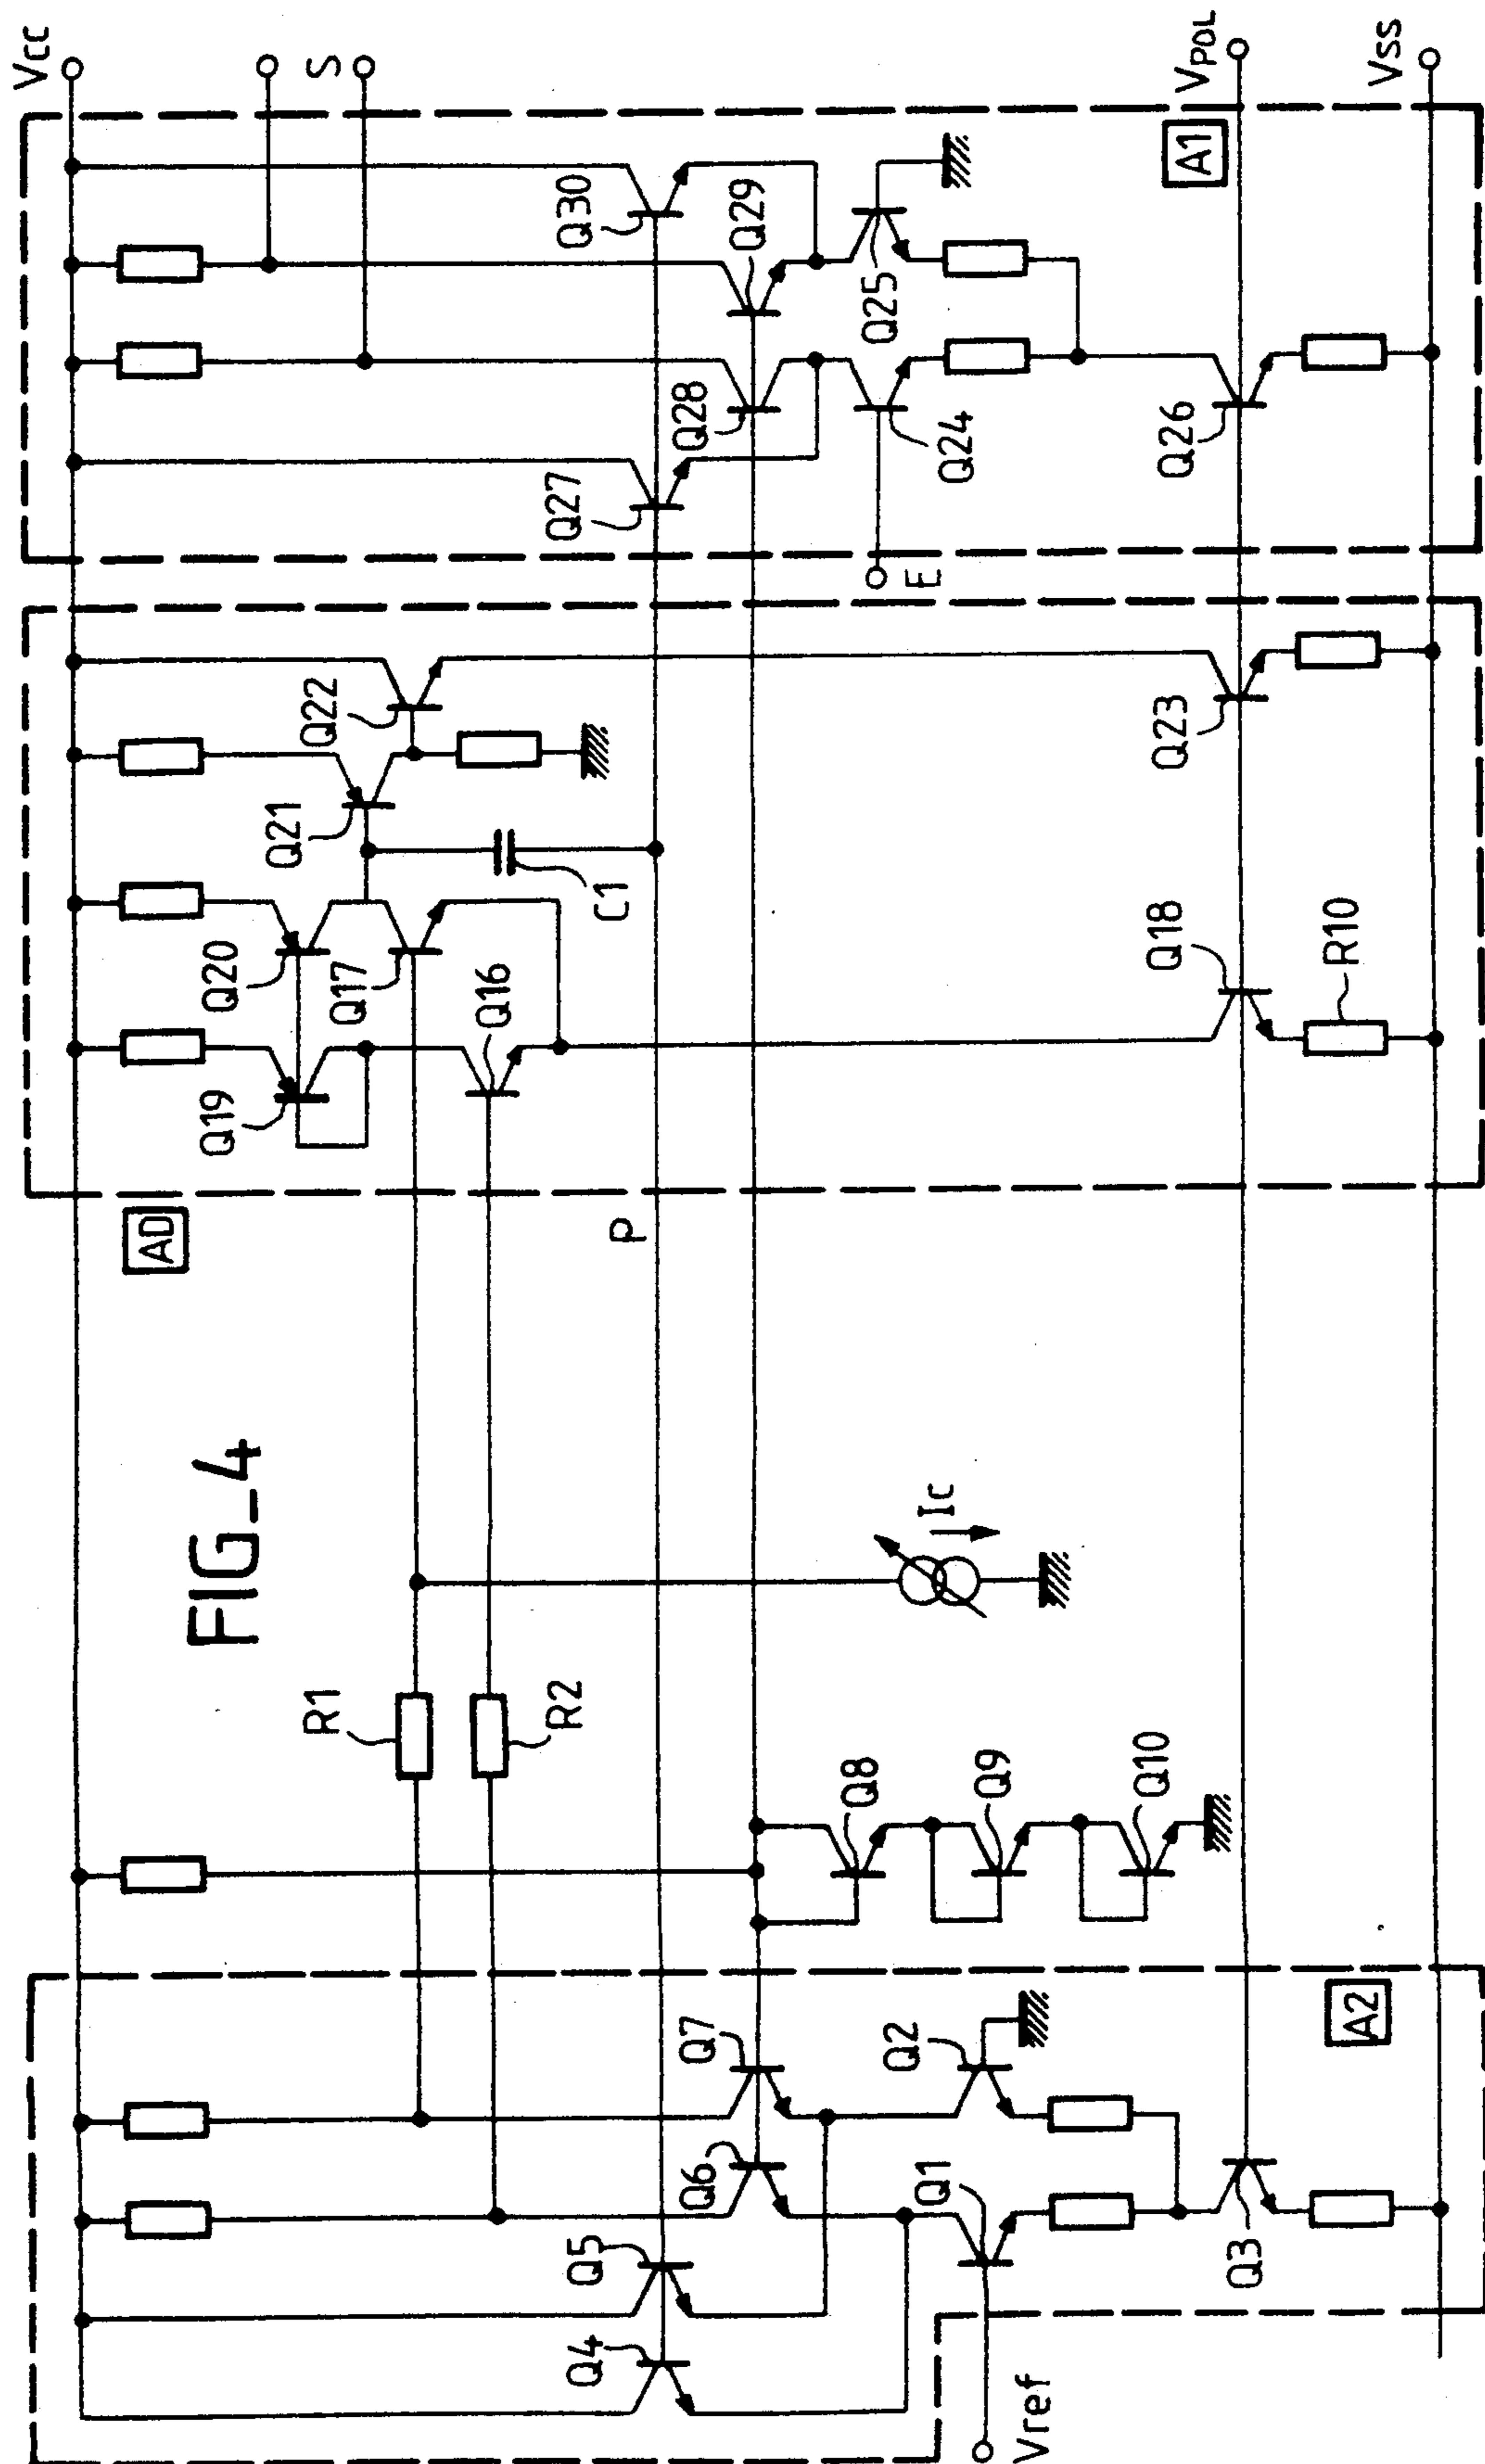 FIG_4
Vcc
S
VPOL
Vss
A1
Q30
Q29
Q25
Q28
Q24
Q27
Q26
E
Q22
Q21
C1
Q20
Q17
Q16
Q19
Q23
Q18
R10
AD
P
Ic
R1
R2
Q8
Q9
Q10
A2
Q7
Q2
Q6
Q1
Q5
Q4
Q3
Vref